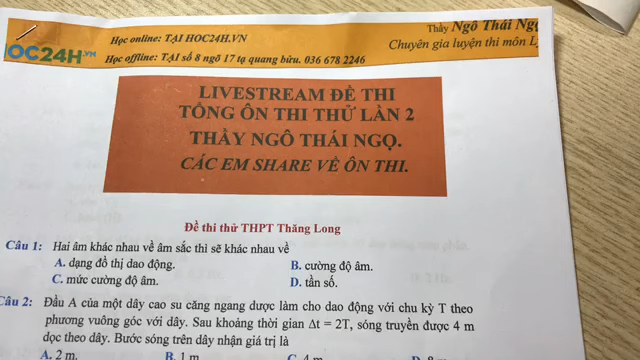 Học online: TẠI HOC24H.VN
Thầy Ngô Thái
OC24H.VN
Học offline: TẠI số 8 ngõ 17 tạ quang bửu. 036 678 2246
Chuyên gia luyện thi môn
LIVESTREAM ĐỀ THI
TỔNG ÔN THI THỬ LẦN 2
THẦY NGÔ THÁI NGỌ.
CÁC EM SHARE VỀ ÔN THI.
Đề thi thử THPT Thăng Long
Câu 1: Hai âm khác nhau về âm sắc thì sẽ khác nhau về
A. dạng đồ thị dao động. B. cường độ âm.
C. mức cường độ âm. D. tần số.
Câu 2: Đầu A của một dây cao su căng ngang được làm cho dao động với chu kỳ T theo
phương vuông góc với dây. Sau khoảng thời gian Δt = 2T, sóng truyền được 4 m
dọc theo dây. Bước sóng trên dây nhận giá trị là
A. 2 m. B. 1 m. C. 4 m